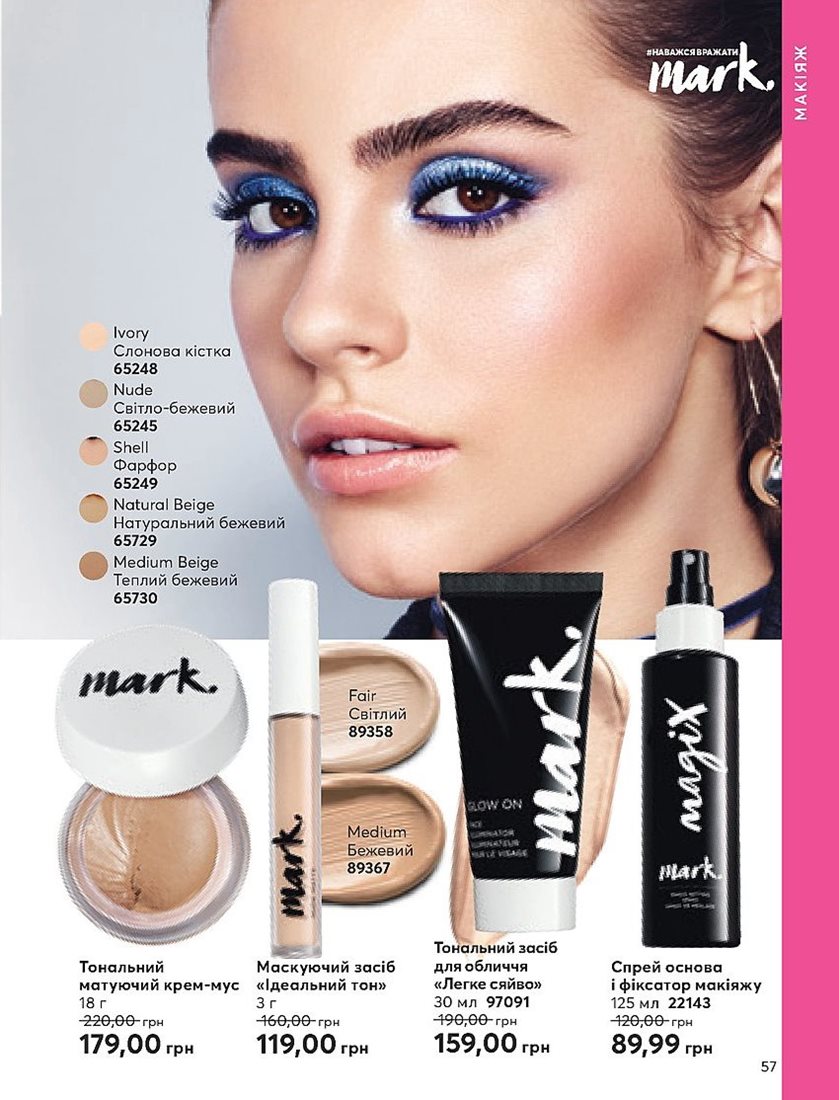 #НАВАЖСЯ ВРАЖАТИ
mark.
МАКІЯЖ
Ivory
Слонова кістка
65248
Nude
Світло-бежевий
65245
Shell
Фарфор
65249
Natural Beige
Натуральний бежевий
65729
Medium Beige
Теплий бежевий
65730
mark.
mark.
Fair
Світлий
89358
Medium
Бежевий
89367
mark.
GLOW ON
magix
mark.
Тональний
матуючий крем-мус
18 г
220,00 грн
179,00 грн
Маскуючий засіб
«Ідеальний тон»
3 г
160,00 грн
119,00 грн
Тональний засіб
для обличчя
«Легке сяйво»
30 мл 97091
190,00 грн
159,00 грн
Спрей основа
і фіксатор макіяжу
125 мл 22143
120,00 грн
89,99 грн
57